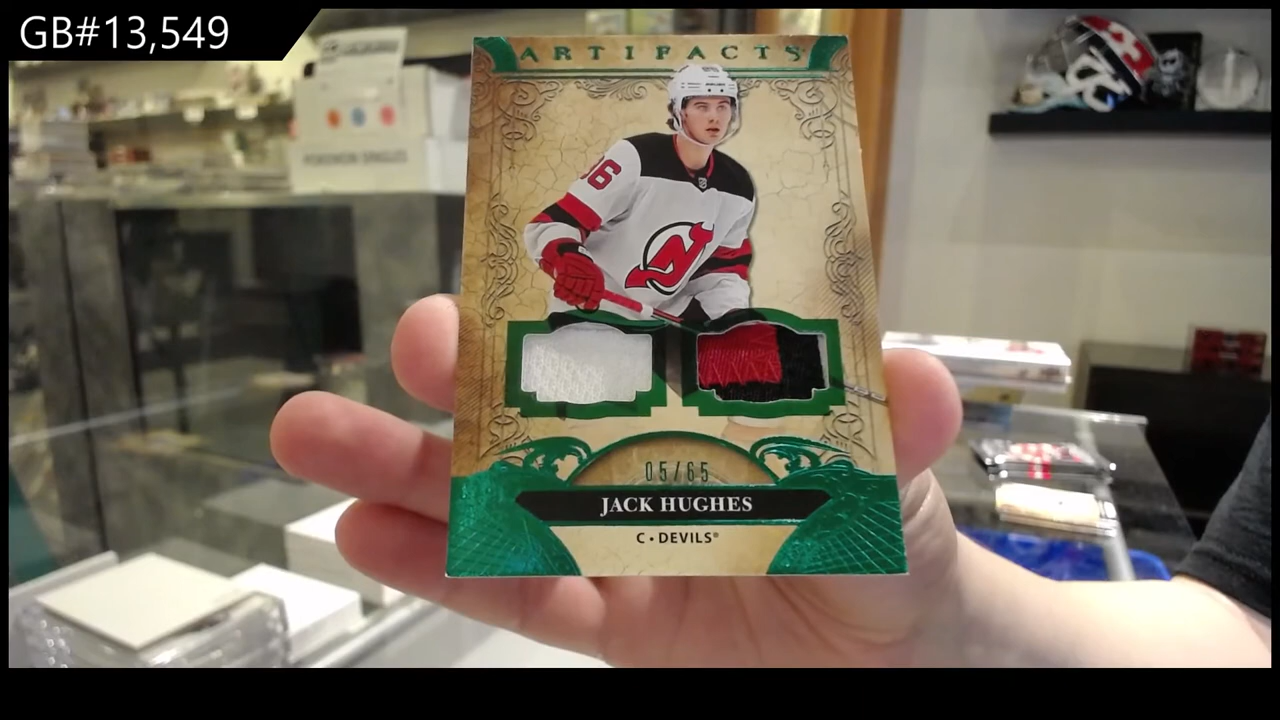 GB#13,549
POKEMON SINGLES
ARTIFACTS
86
05/65
JACK HUGHES
C • DEVILS®